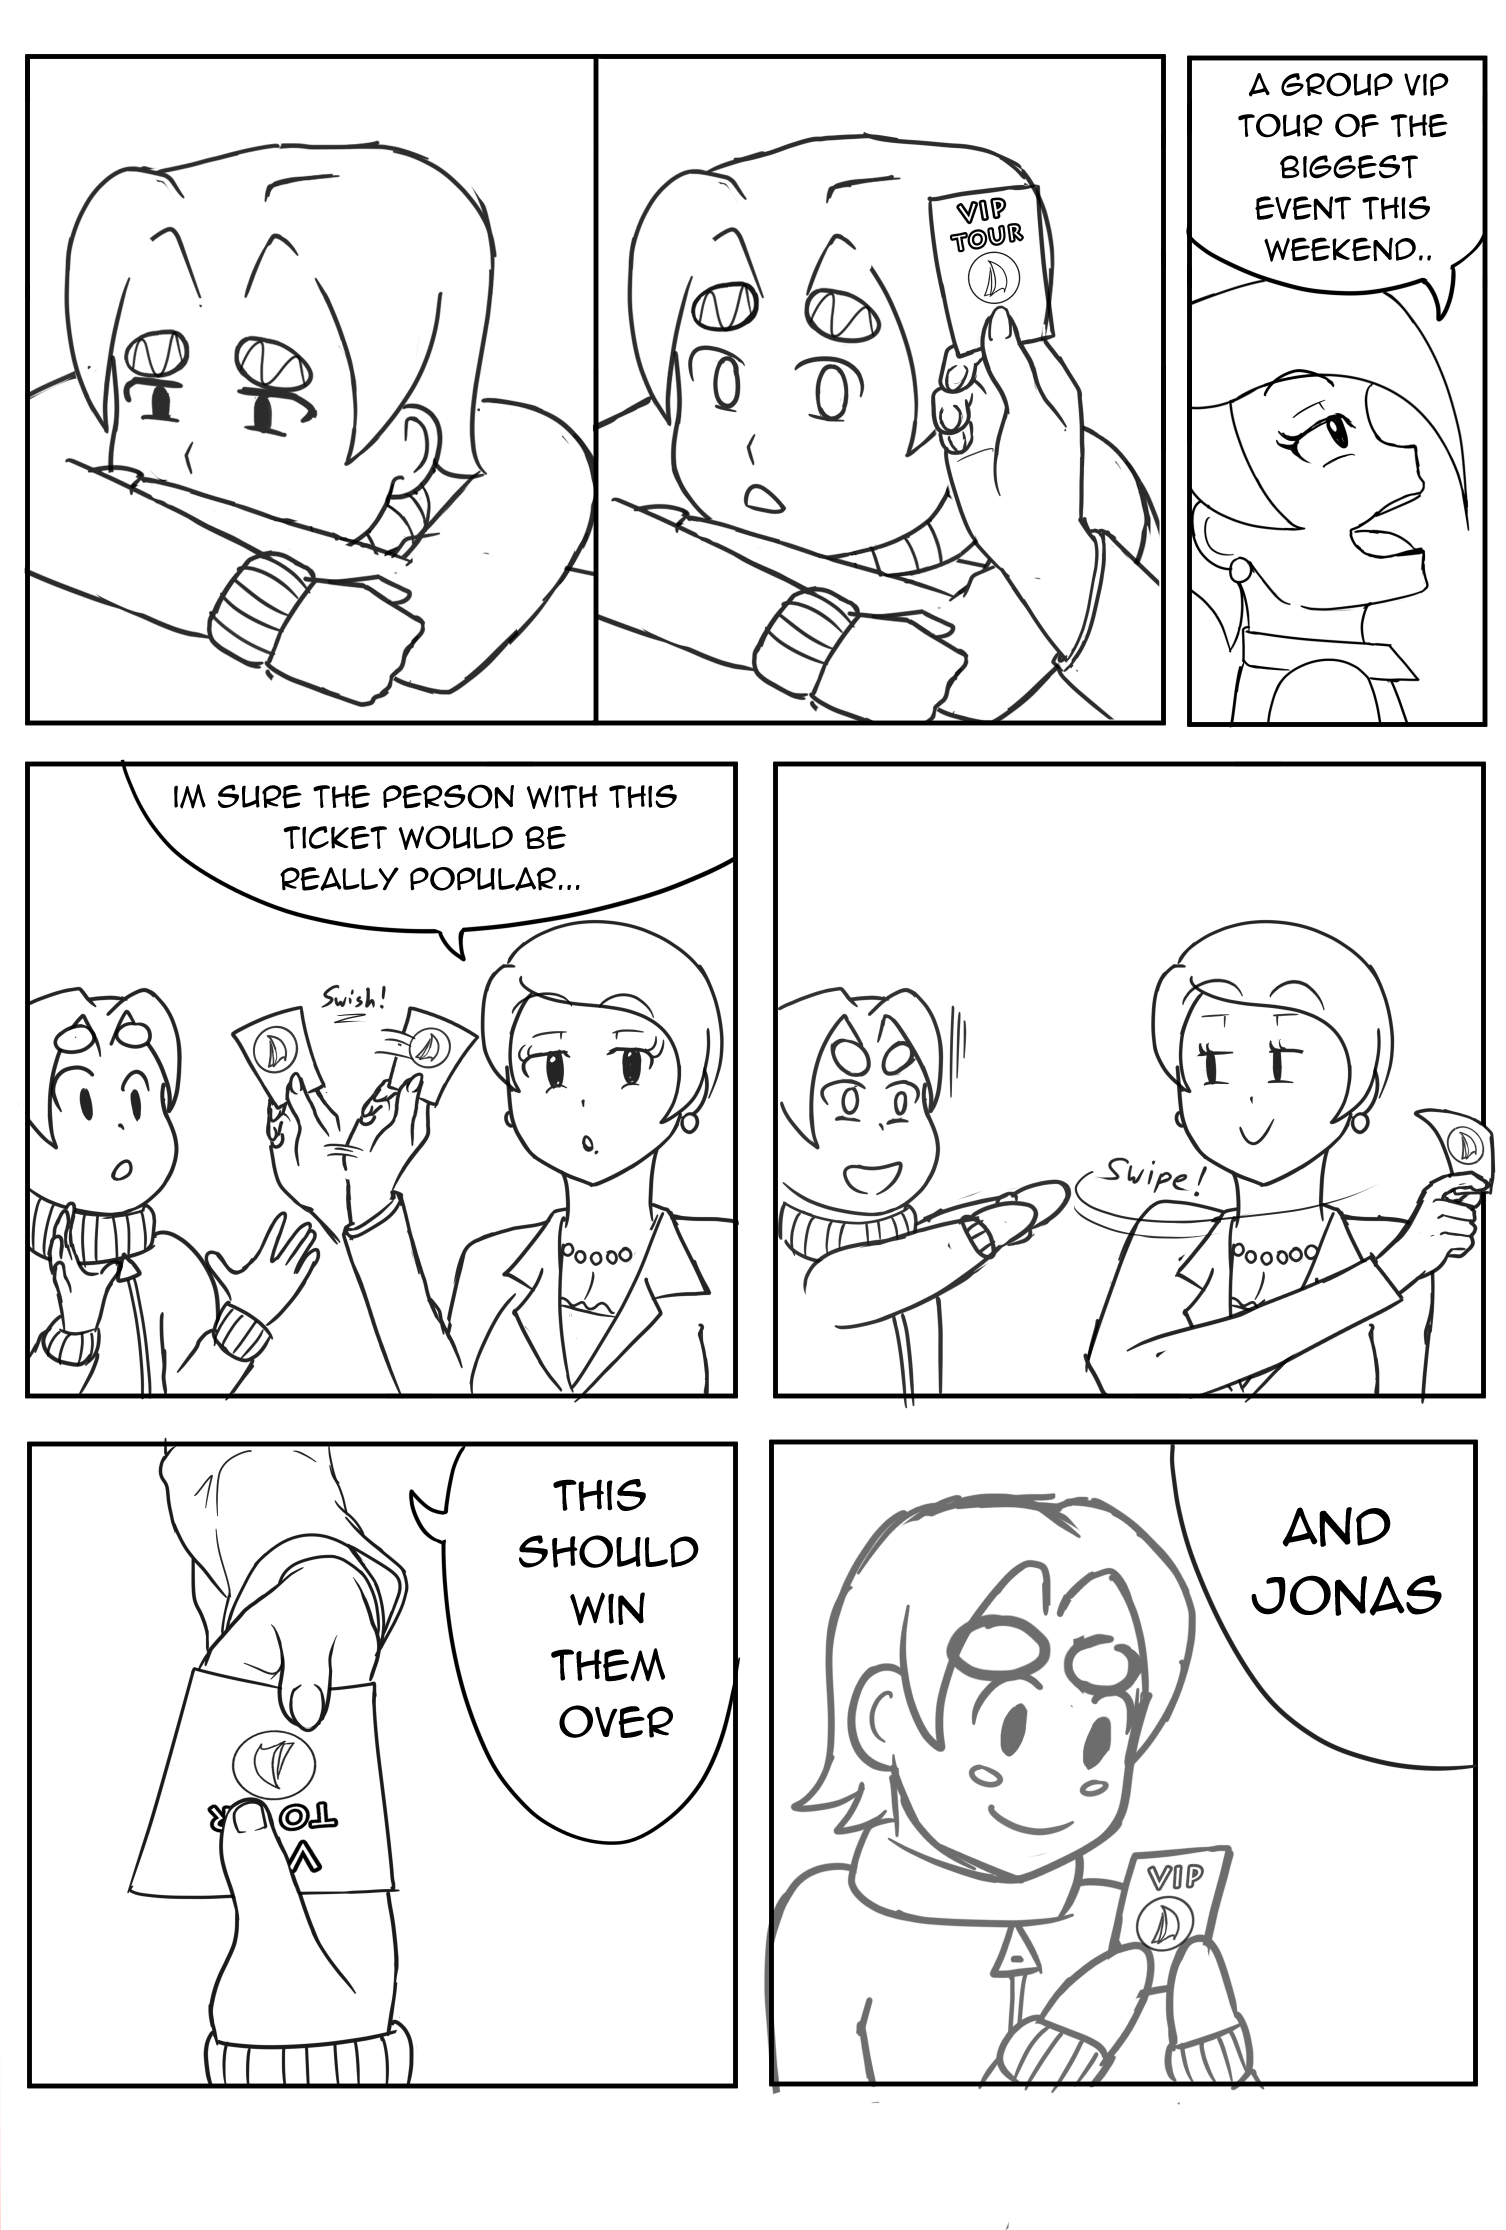 VIP
TOUR
A GROUP VIP
TOUR OF THE
BIGGEST
EVENT THIS
WEEKEND..
IM SURE THE PERSON WITH THIS
TICKET WOULD BE
REALLY POPULAR...
Swish!
Swipe!
THIS
SHOULD
WIN
THEM
OVER
TO R
V
AND
JONAS
VIP